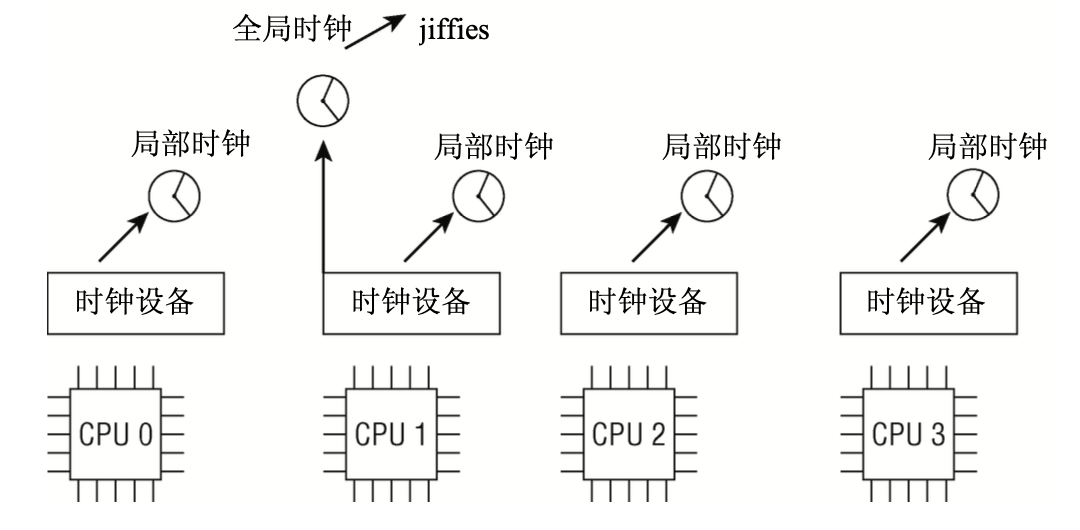 全局时钟 jiffies
局部时钟 局部时钟 局部时钟 局部时钟
时钟设备 时钟设备 时钟设备 时钟设备
CPU 0 CPU 1 CPU 2 CPU 3